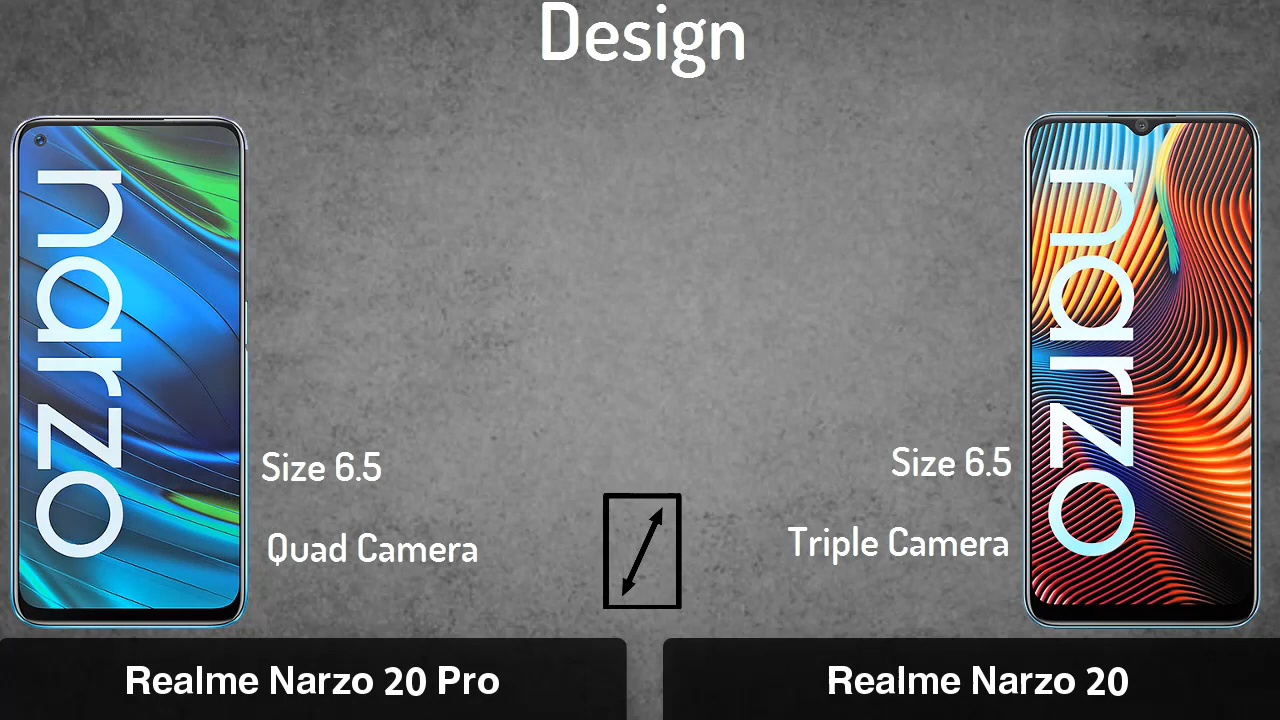 Design
narzo
Size 6.5
Quad Camera
Realme Narzo 20 Pro
narzo
Size 6.5
Triple Camera
Realme Narzo 20